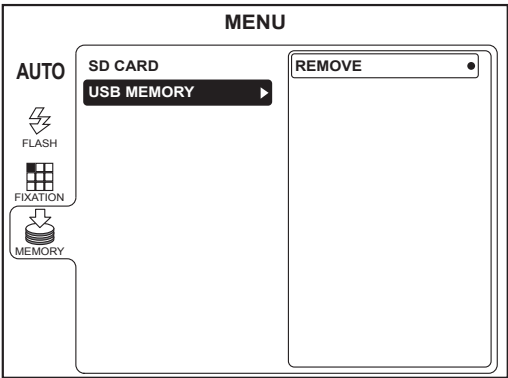 MENU
AUTO
FLASH
FIXATION
MEMORY
SD CARD
USB MEMORY
REMOVE